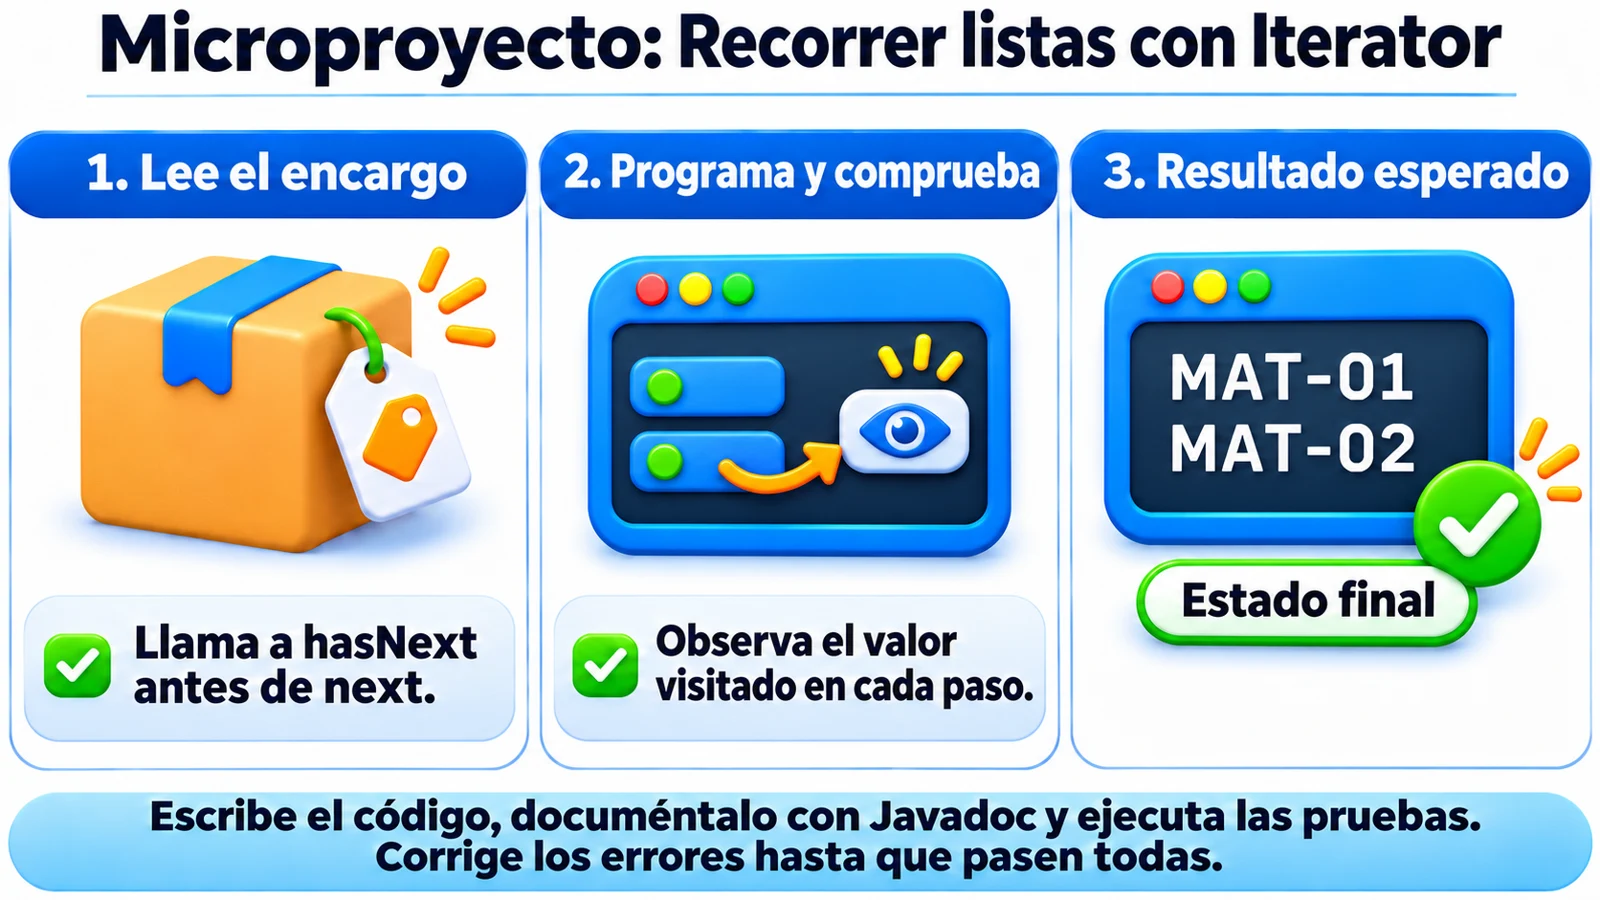 Microproyecto: Recorrer listas con Iterator
1. Lee el encargo
Llama a hasNext
antes de next.
2. Programa y comprueba
Observa el valor
visitado en cada paso.
3. Resultado esperado
MAT-01
MAT-02
Estado final
Escribe el código, documéntalo con Javadoc y ejecuta las pruebas.
Corrige los errores hasta que pasen todas.